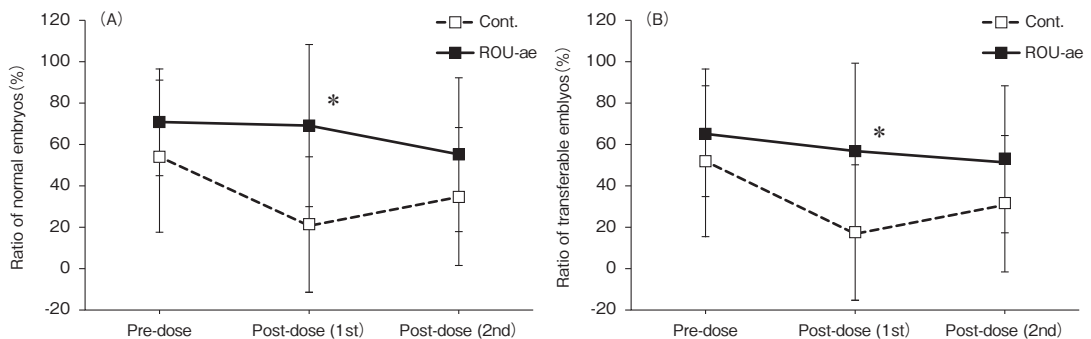 (A)
Cont.
ROU-ae
Ratio of normal embryos(%)
120
100
80
60
40
20
0
-20
*
Pre-dose
Post-dose (1st)
Post-dose (2nd)
(B)
Cont.
ROU-ae
Ratio of transferable emblyos(%)
120
100
80
60
40
20
0
-20
*
Pre-dose
Post-dose (1st)
Post-dose (2nd)